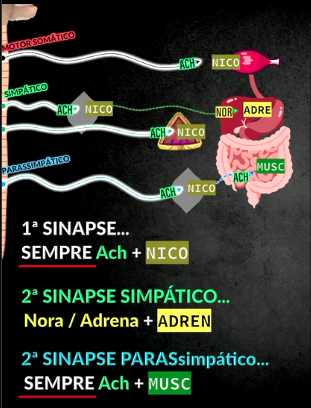 MOTOR SOMÁTICO
ACH NICO
SIMPÁTICO
ACH NICO NOR ADRE
ACH NICO
PARASSIMPÁTICO
MUSC
ACH NICO ACH
1ª SINAPSE...
SEMPRE Ach + NICO
2ª SINAPSE SIMPÁTICO...
Nora / Adrena + ADREN
2ª SINAPSE PARASsimpático...
SEMPRE Ach + MUSC